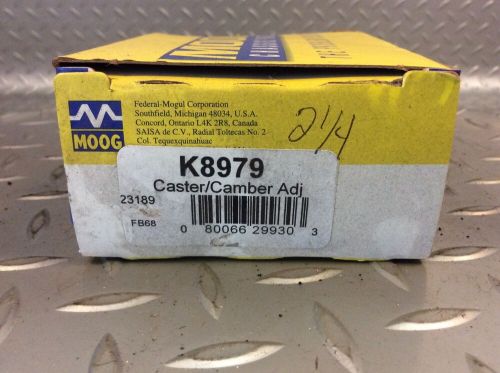 MOOG
Federal-Mogul Corporation
Southfield, Michigan 48034, U.S.A.
Concord, Ontario L4K 2R8, Canada
SAISA de C.V., Radial Toltecas No. 2
Col. Tequexquinahuac
2 1/4
K8979
Caster/Camber Adj
23189
FB68
0 80066 29930 3